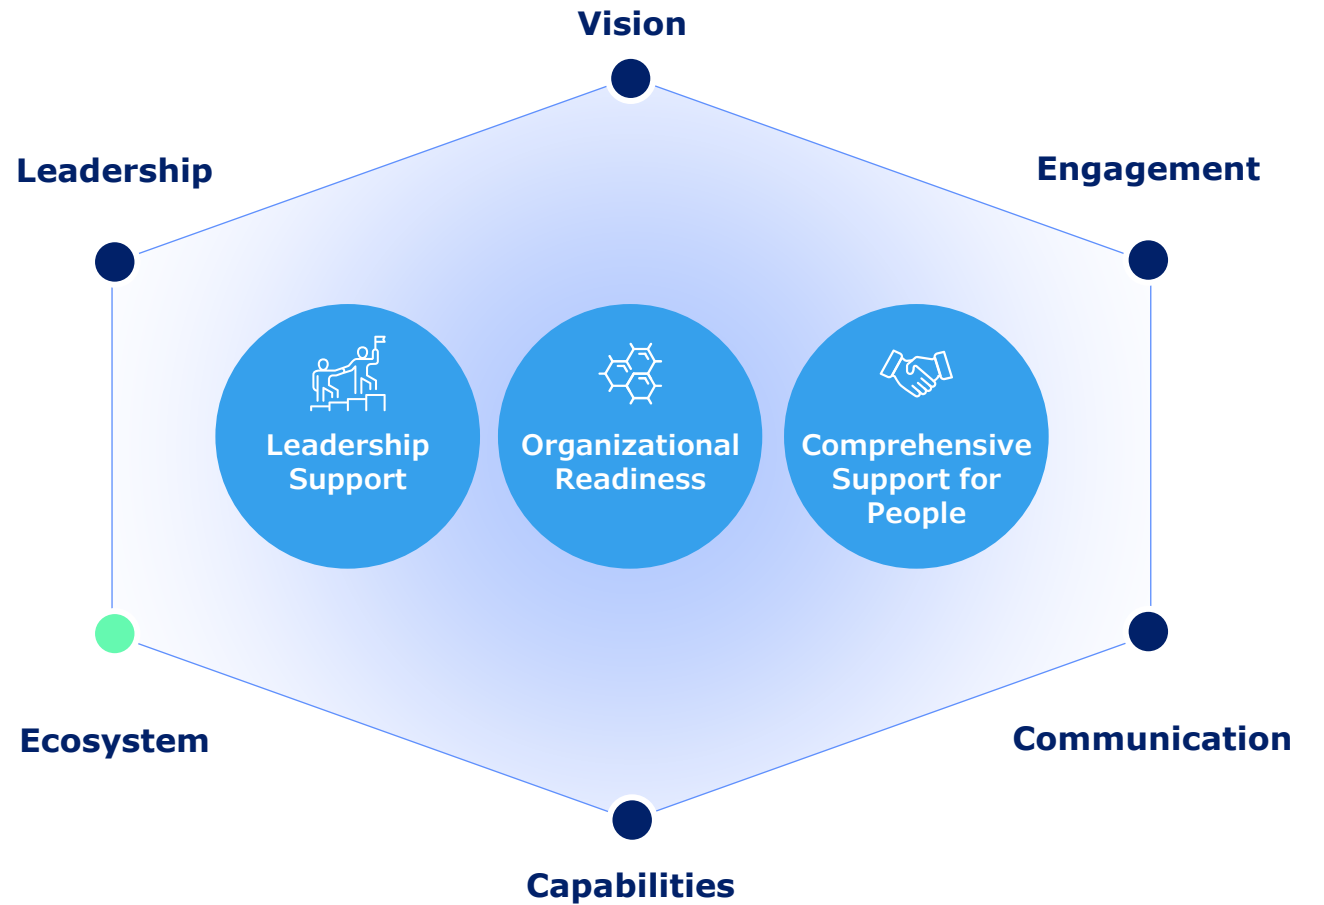 Vision
Leadership
Engagement
Leadership
Support
Organizational
Readiness
Comprehensive
Support for
People
Ecosystem
Communication
Capabilities